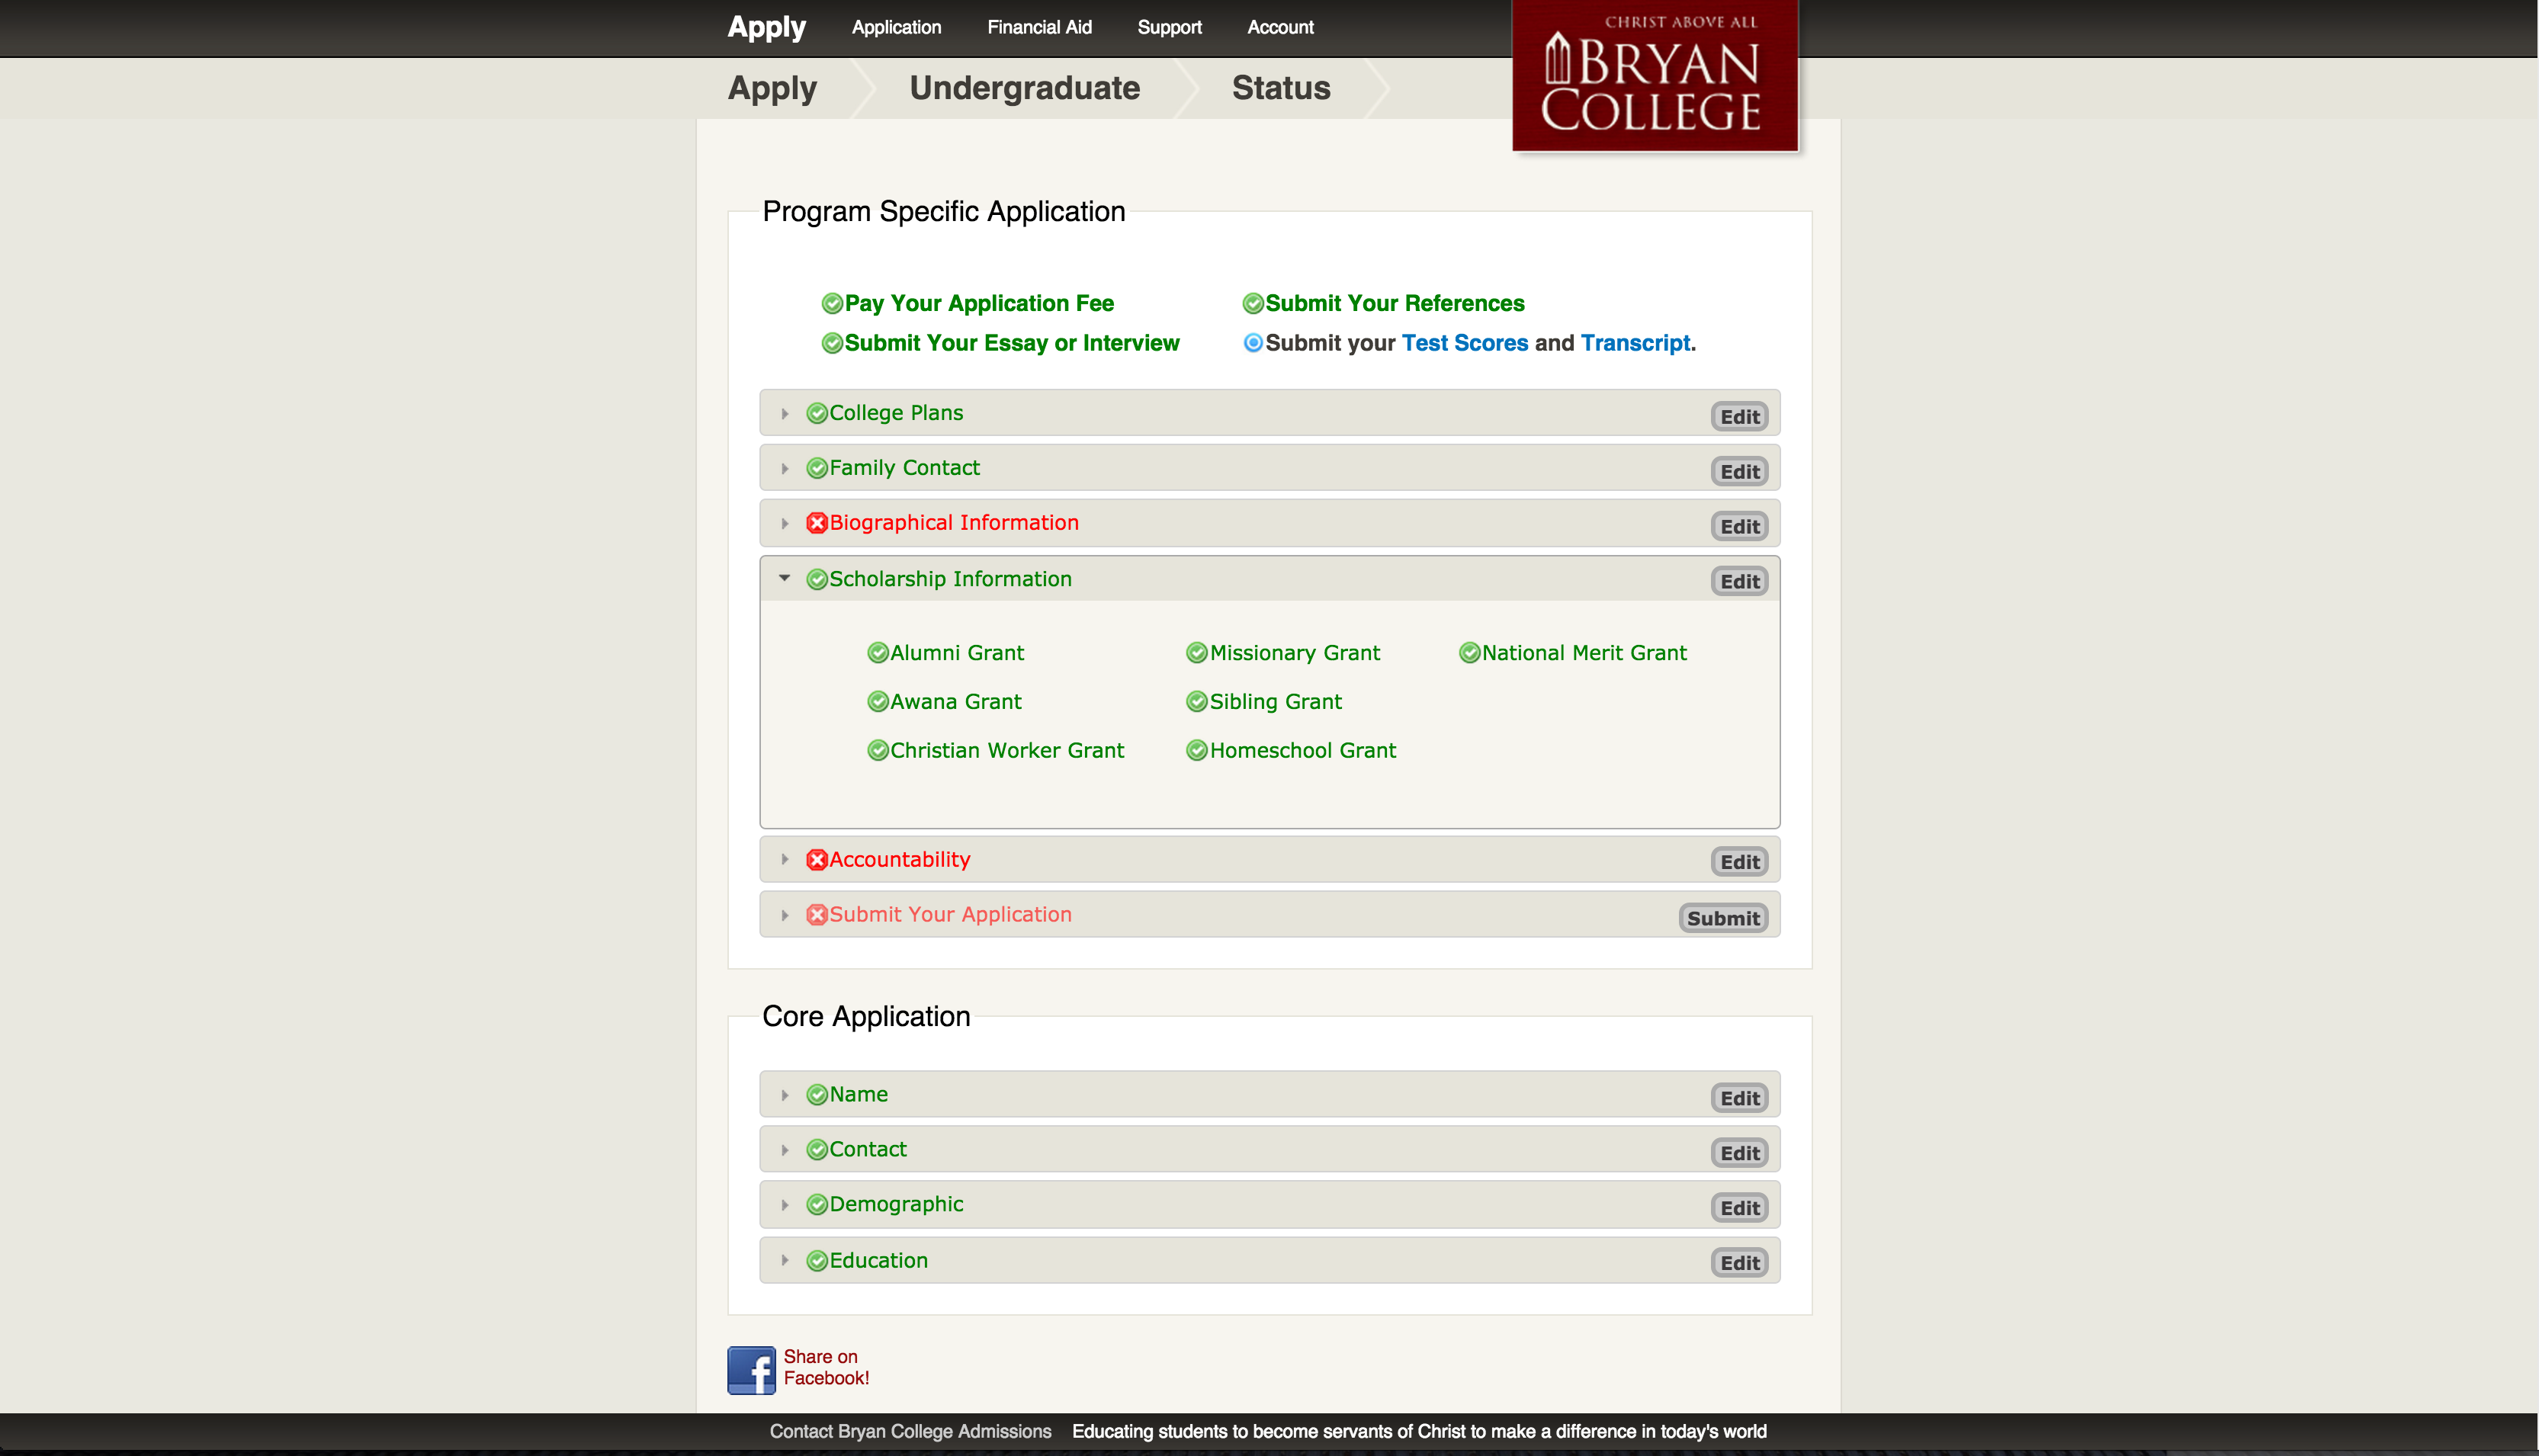 Apply Application Financial Aid Support Account
CHRIST ABOVE ALL
BRYAN
COLLEGE
Apply Undergraduate Status
Program Specific Application
Pay Your Application Fee Submit Your References
Submit Your Essay or Interview Submit your Test Scores and Transcript.
College Plans Edit
Family Contact Edit
Biographical Information Edit
Scholarship Information Edit
Alumni Grant Missionary Grant National Merit Grant
Awana Grant Sibling Grant
Christian Worker Grant Homeschool Grant
Accountability Edit
Submit Your Application Submit
Core Application
Name Edit
Contact Edit
Demographic Edit
Education Edit
f
Share on
Facebook!
Contact Bryan College Admissions Educating students to become servants of Christ to make a difference in today's world